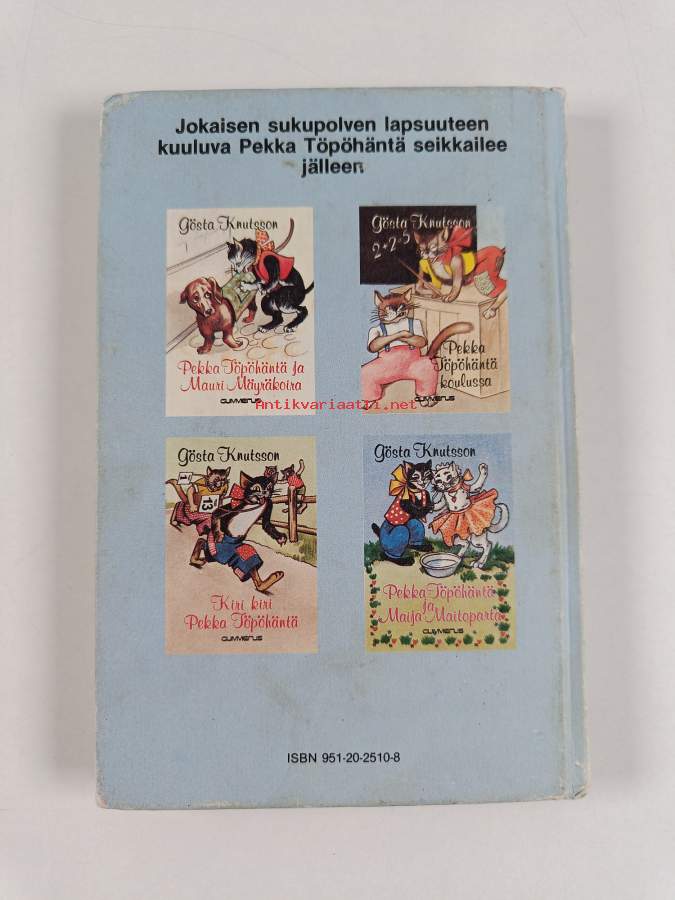 Jokaisen sukupolven lapsuuteen
kuuluva Pekka Töpöhäntä seikkailee
jälleen
Gösta Knutsson
Pekka Töpöhäntä ja
Mauri Mäyräkoira
GUMMERUS
Gösta Knutsson
2+2=5
Pekka
Töpöhäntä
koulussa
GUMMERUS
Antikvariaatti.net
Gösta Knutsson
13
Kiri, kiri
Pekka Töpöhäntä
GUMMERUS
Gösta Knutsson
Pekka Töpöhäntä
ja
Maija Maitoparta
GUMMERUS
ISBN 951-20-2510-8